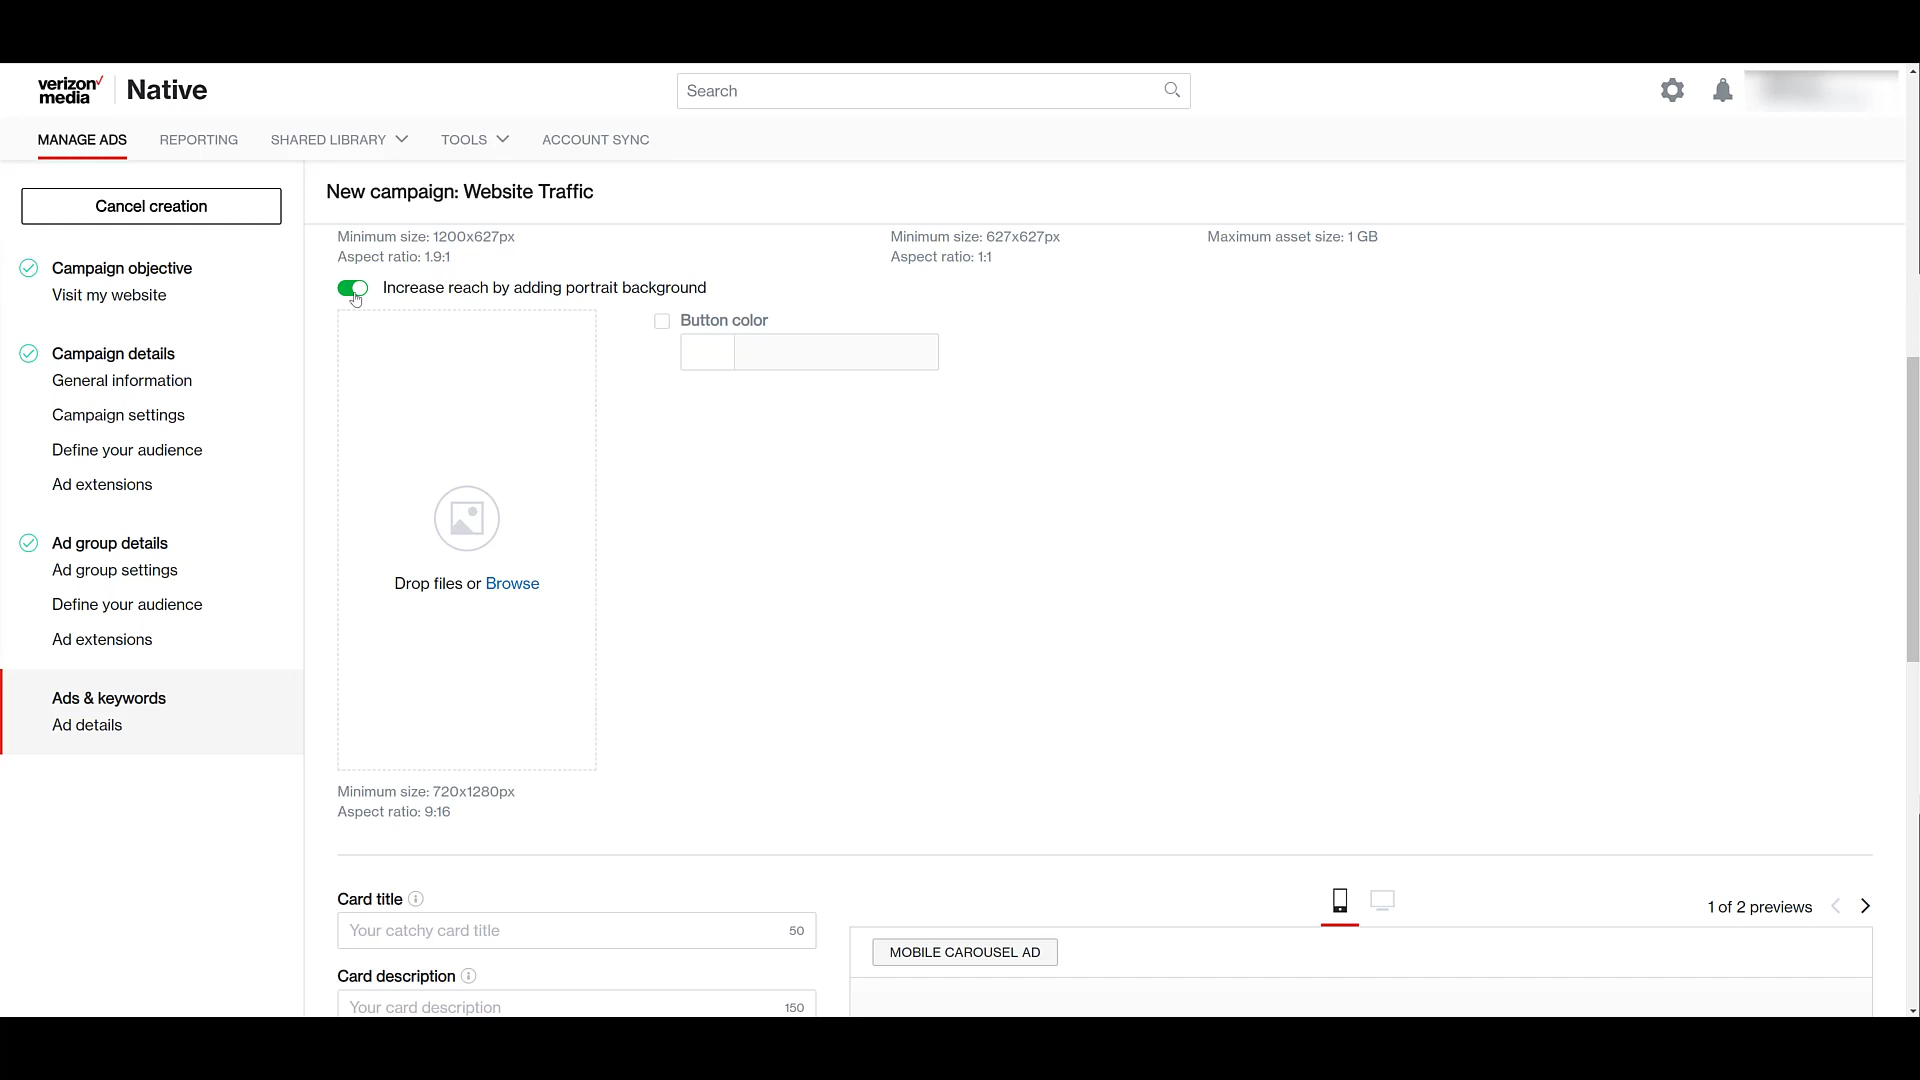 verizon media
Native
Search
MANAGE ADS
REPORTING
SHARED LIBRARY
TOOLS
ACCOUNT SYNC
Cancel creation
New campaign: Website Traffic
Campaign objective
Visit my website
Campaign details
General information
Campaign settings
Define your audience
Ad extensions
Ad group details
Ad group settings
Define your audience
Ad extensions
Ads & keywords
Ad details
Minimum size: 1200x627px
Aspect ratio: 1.9:1
Minimum size: 627x627px
Aspect ratio: 1:1
Maximum asset size: 1 GB
Increase reach by adding portrait background
Button color
Drop files or Browse
Minimum size: 720x1280px
Aspect ratio: 9:16
Card title
Your catchy card title 50
Card description
Your card description 150
1 of 2 previews
MOBILE CAROUSEL AD